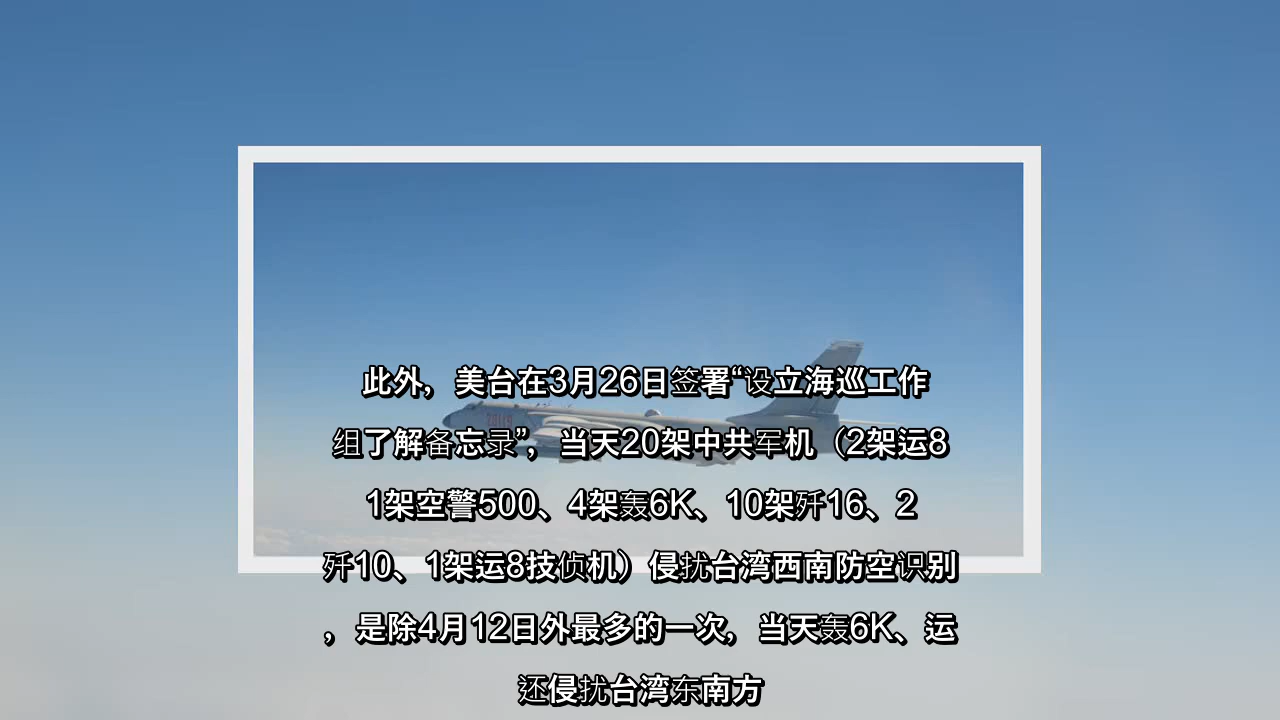 此外，美台在3月26日签署“设立海巡工作
组了解备忘录”，当天20架中共军机（2架运8
1架空警500、4架轰6K、10架歼16、2
歼10、1架运8技侦机）侵扰台湾西南防空识别
，是除4月12日外最多的一次，当天轰6K、运
还侵扰台湾东南方